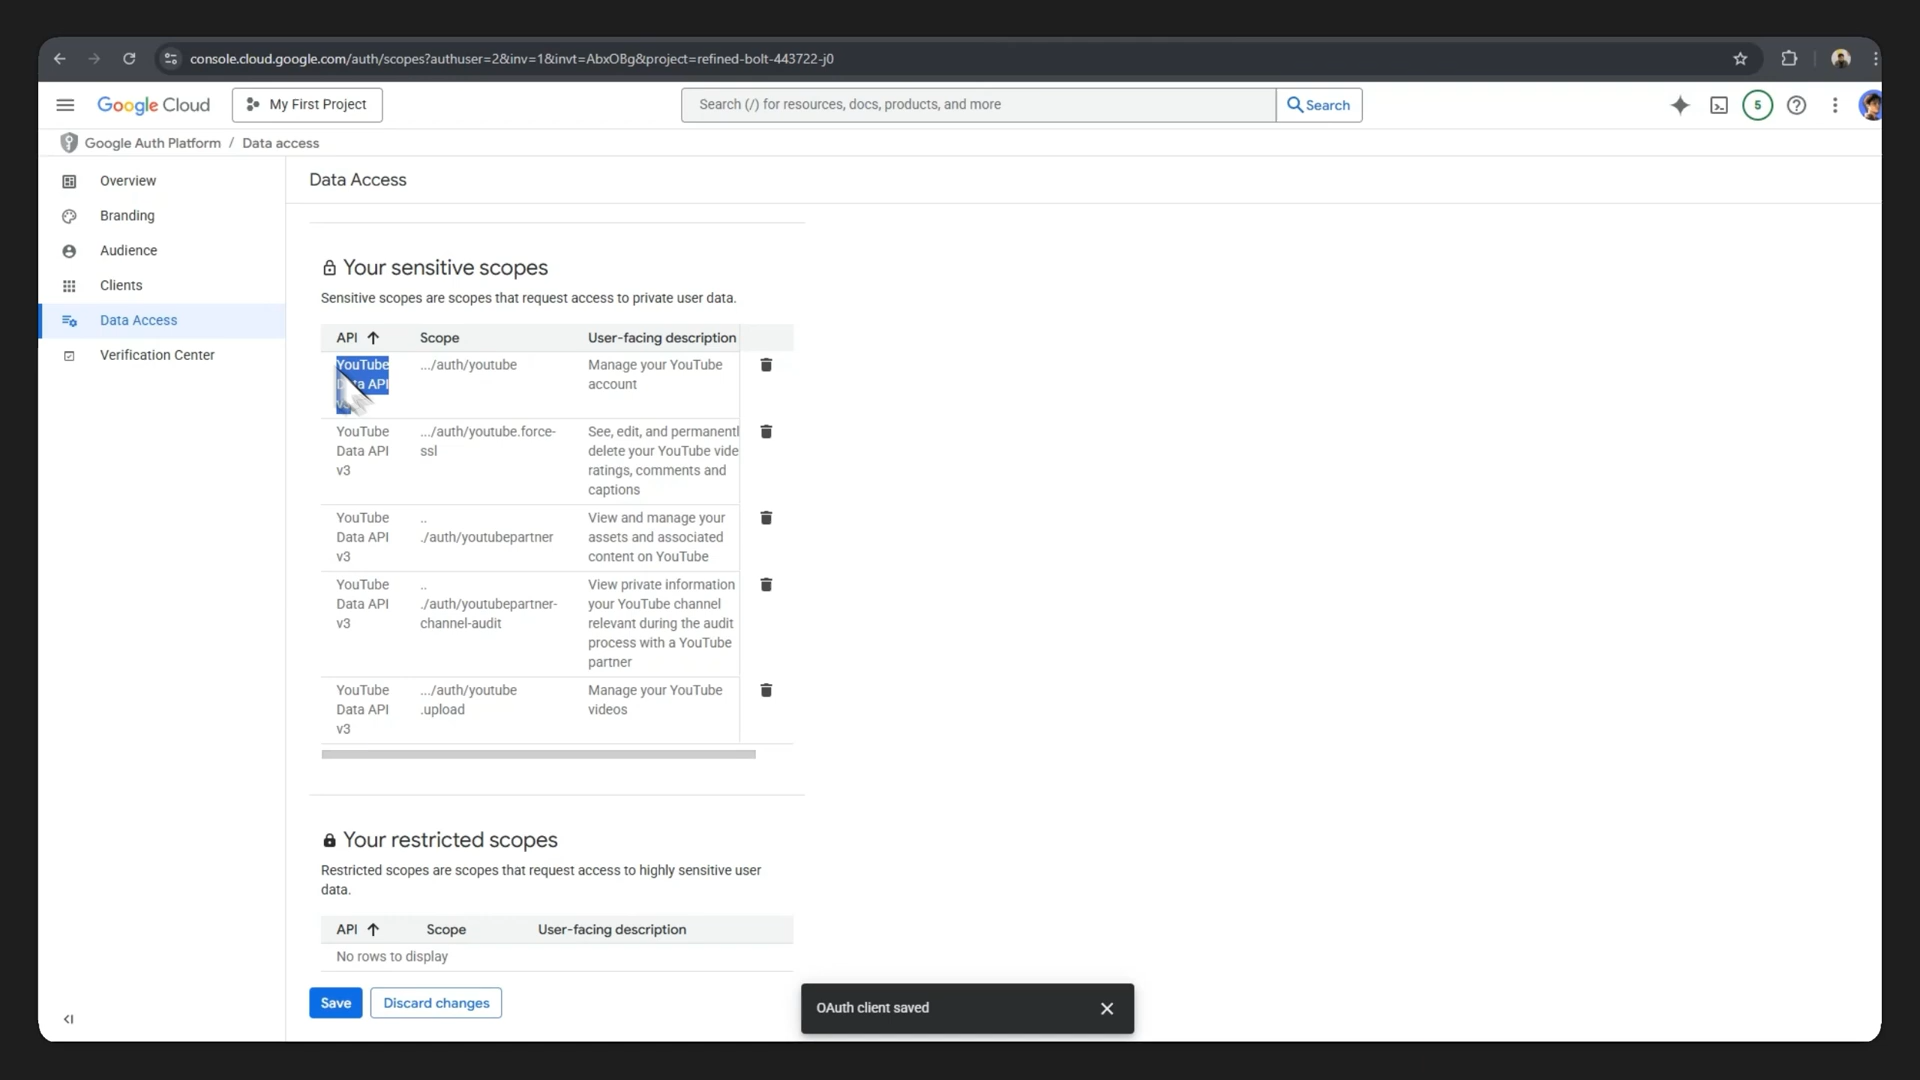 console.cloud.google.com/auth/scopes?authuser=2&inv=1&invt=AbxOBg&project=refined-bolt-443722-j0
Google Cloud
My First Project
Search (/) for resources, docs, products, and more
Search
5
Google Auth Platform / Data access
Overview
Branding
Audience
Clients
Data Access
Verification Center
Data Access
Your sensitive scopes
Sensitive scopes are scopes that request access to private user data.
API Scope User-facing description
YouTube .../auth/youtube Manage your YouTube
API account
YouTube .../auth/youtube.force- See, edit, and permanentl
Data API ssl delete your YouTube vide
v3 ratings, comments and
captions
YouTube .. View and manage your
Data API ./auth/youtubepartner assets and associated
v3 content on YouTube
YouTube .. View private information
Data API ./auth/youtubepartner- your YouTube channel
v3 channel-audit relevant during the audit
process with a YouTube
partner
YouTube .../auth/youtube Manage your YouTube
Data API .upload videos
v3
Your restricted scopes
Restricted scopes are scopes that request access to highly sensitive user
data.
API Scope User-facing description
No rows to display
Save
Discard changes
OAuth client saved